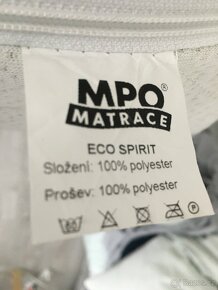 MPO
MATRACE
ECO SPIRIT
Složení: 100% polyester
Prošev: 100% polyester